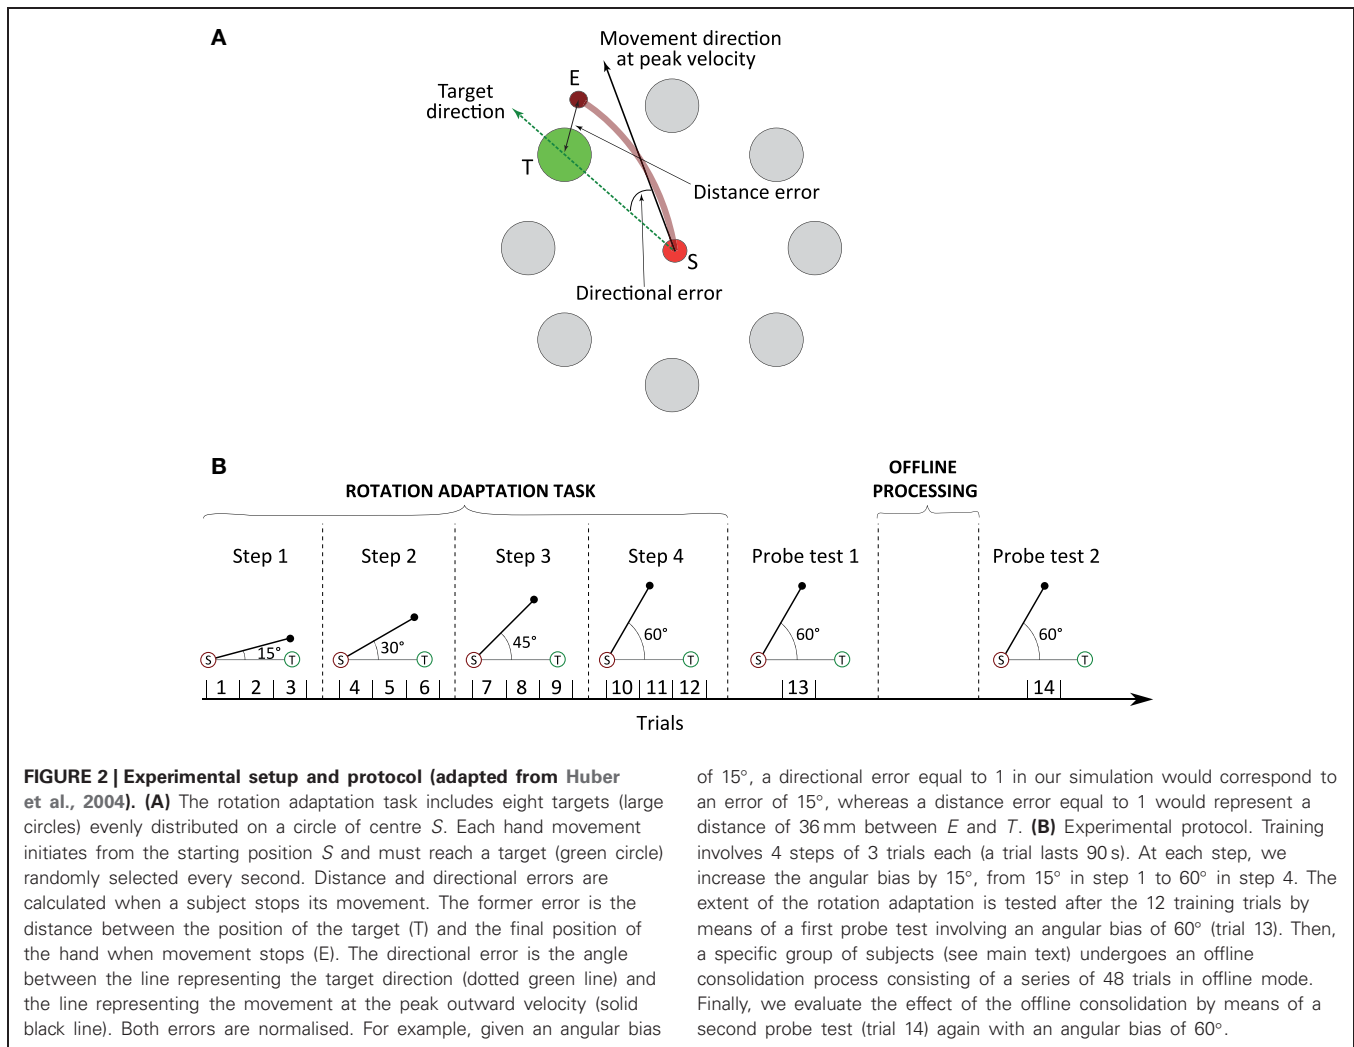 A
Movement direction
at peak velocity
E
Target
direction
T
Distance error
S
Directional error
B
OFFLINE
PROCESSING
ROTATION ADAPTATION TASK
Step 1
Step 2
Step 3
Step 4
Probe test 1
Probe test 2
S 15° T
S 30° T
S 45° T
S 60° T
S 60° T
S 60° T
1 2 3 4 5 6 7 8 9 10 11 12 13 14
Trials
FIGURE 2 | Experimental setup and protocol (adapted from Huber
et al., 2004). (A) The rotation adaptation task includes eight targets (large
circles) evenly distributed on a circle of centre S. Each hand movement
initiates from the starting position S and must reach a target (green circle)
randomly selected every second. Distance and directional errors are
calculated when a subject stops its movement. The former error is the
distance between the position of the target (T) and the final position of
the hand when movement stops (E). The directional error is the angle
between the line representing the target direction (dotted green line) and
the line representing the movement at the peak outward velocity (solid
black line). Both errors are normalised. For example, given an angular bias
of 15°, a directional error equal to 1 in our simulation would correspond to
an error of 15°, whereas a distance error equal to 1 would represent a
distance of 36 mm between E and T. (B) Experimental protocol. Training
involves 4 steps of 3 trials each (a trial lasts 90 s). At each step, we
increase the angular bias by 15°, from 15° in step 1 to 60° in step 4. The
extent of the rotation adaptation is tested after the 12 training trials by
means of a first probe test involving an angular bias of 60° (trial 13). Then,
a specific group of subjects (see main text) undergoes an offline
consolidation process consisting of a series of 48 trials in offline mode.
Finally, we evaluate the effect of the offline consolidation by means of a
second probe test (trial 14) again with an angular bias of 60°.